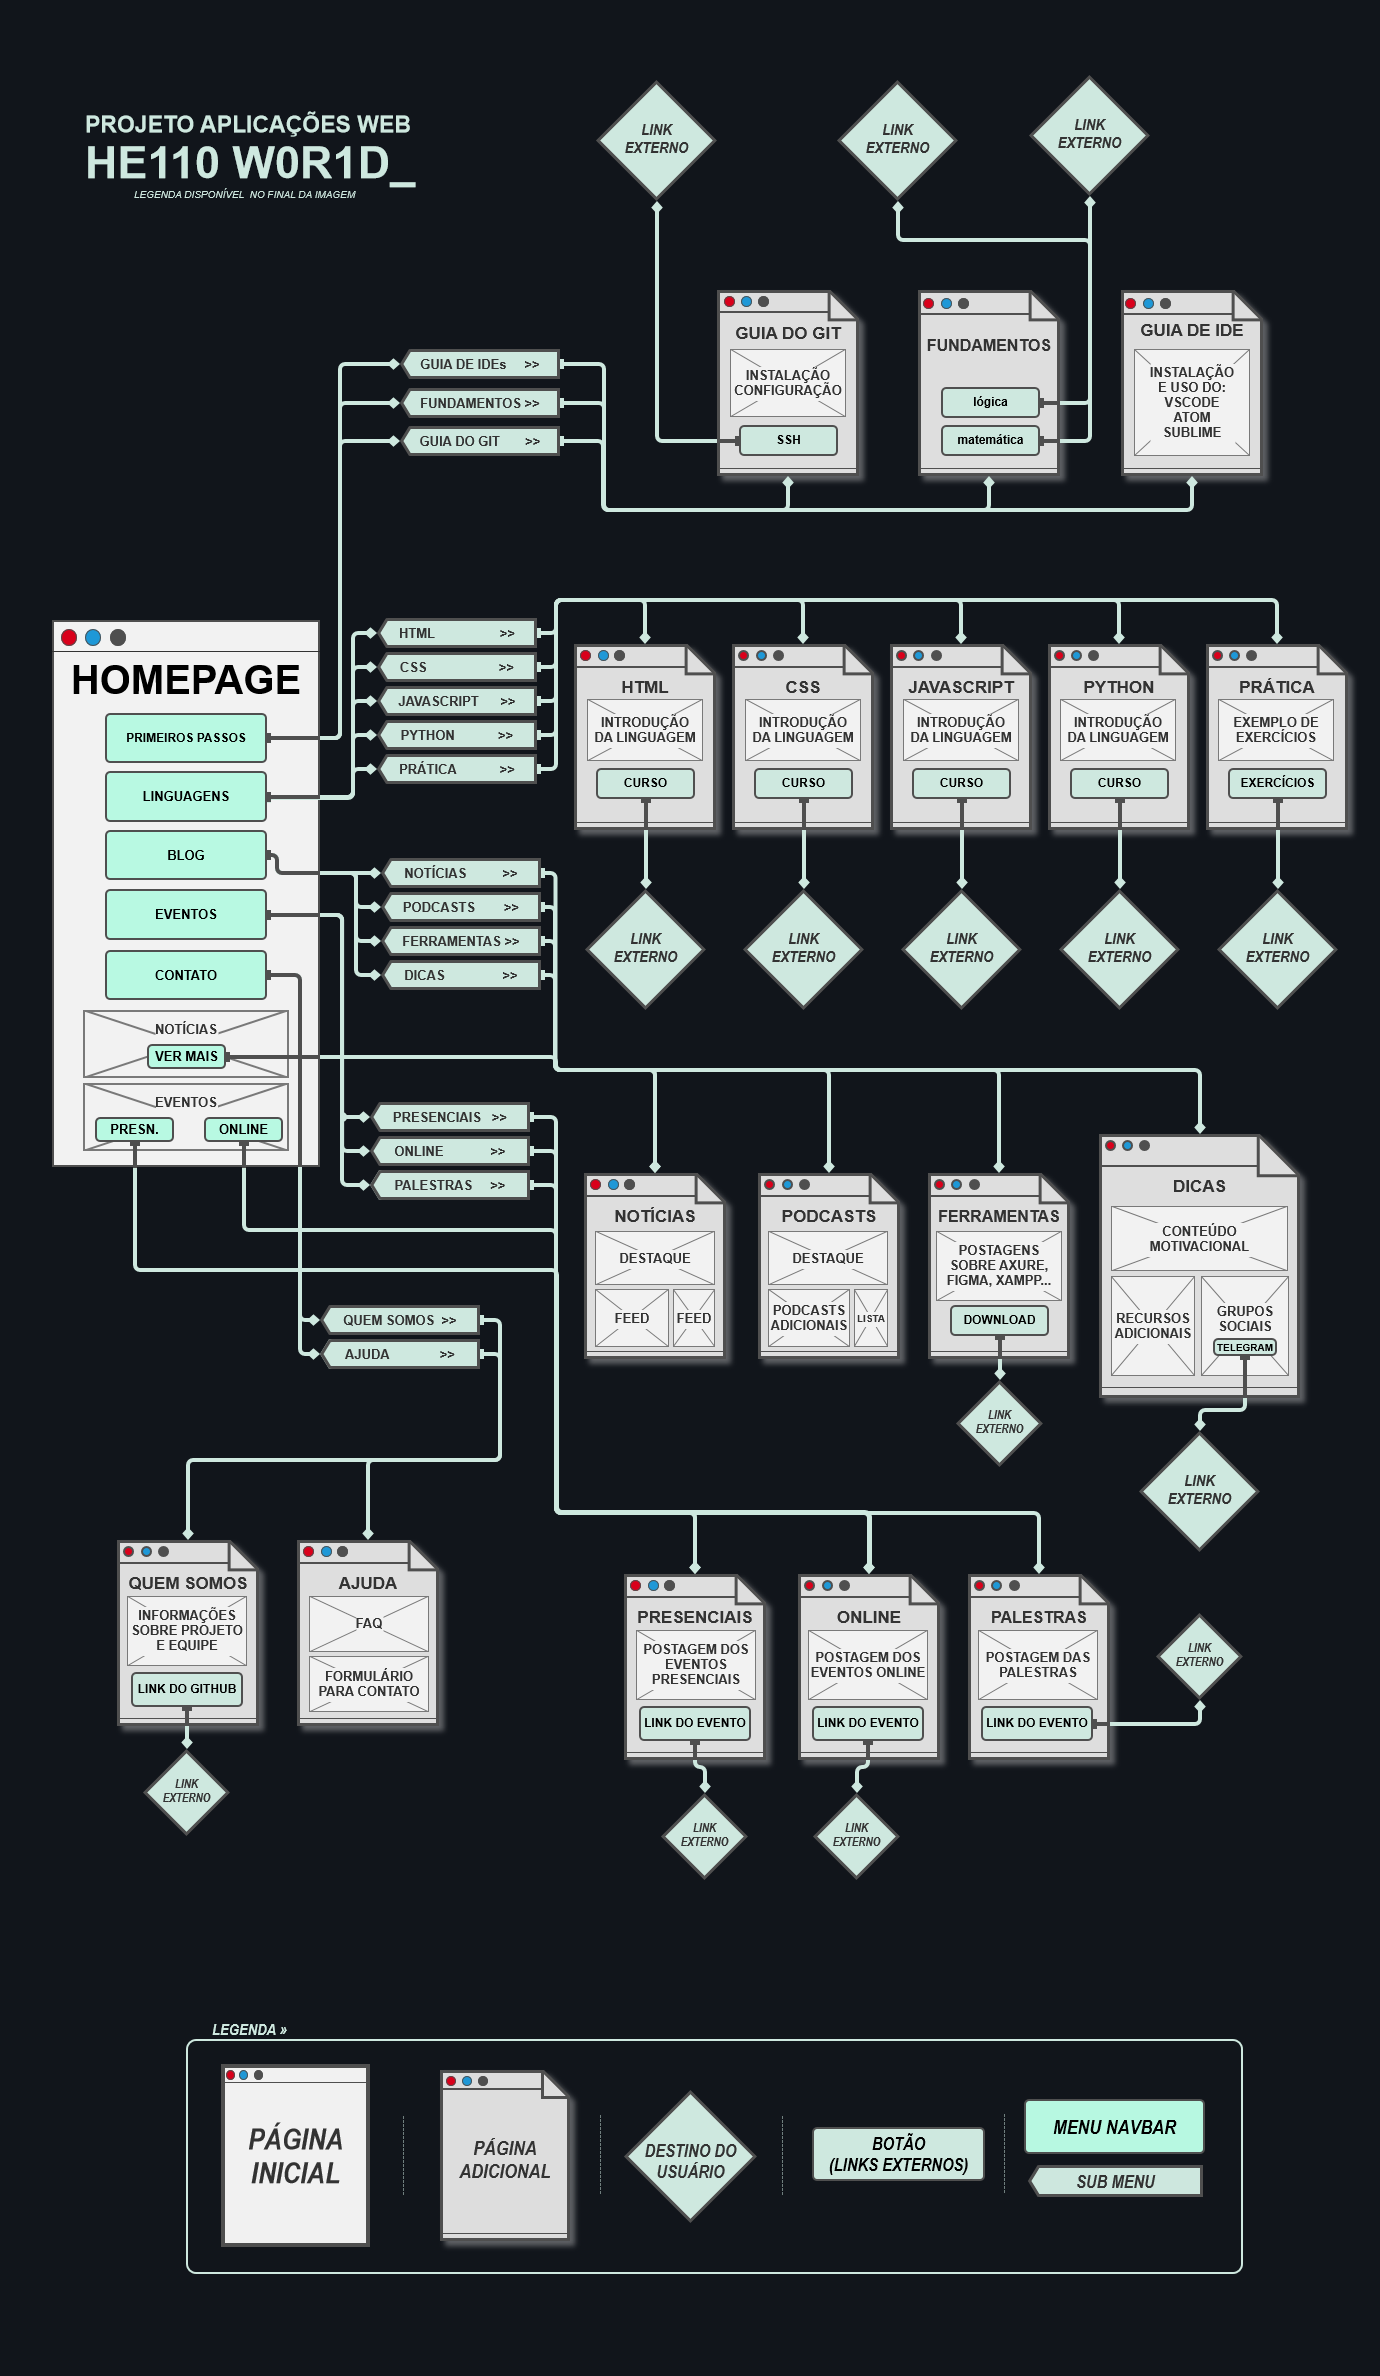 PROJETO APLICAÇÕES WEB
HE110 W0R1D_
LEGENDA DISPONÍVEL NO FINAL DA IMAGEM
LINK
EXTERNO
LINK
EXTERNO
LINK
EXTERNO
GUIA DO GIT
INSTALAÇÃO
CONFIGURAÇÃO
SSH
FUNDAMENTOS
lógica
matemática
GUIA DE IDE
INSTALAÇÃO
E USO DO:
VSCODE
ATOM
SUBLIME
GUIA DE IDEs >>
FUNDAMENTOS >>
GUIA DO GIT >>
HOMEPAGE
PRIMEIROS PASSOS
LINGUAGENS
BLOG
EVENTOS
CONTATO
NOTÍCIAS
VER MAIS
EVENTOS
PRESN.
ONLINE
HTML >>
CSS >>
JAVASCRIPT >>
PYTHON >>
PRÁTICA >>
HTML
INTRODUÇÃO
DA LINGUAGEM
CURSO
CSS
INTRODUÇÃO
DA LINGUAGEM
CURSO
JAVASCRIPT
INTRODUÇÃO
DA LINGUAGEM
CURSO
PYTHON
INTRODUÇÃO
DA LINGUAGEM
CURSO
PRÁTICA
EXEMPLO DE
EXERCÍCIOS
EXERCÍCIOS
LINK
EXTERNO
LINK
EXTERNO
LINK
EXTERNO
LINK
EXTERNO
LINK
EXTERNO
NOTÍCIAS >>
PODCASTS >>
FERRAMENTAS >>
DICAS >>
PRESENCIAIS >>
ONLINE >>
PALESTRAS >>
NOTÍCIAS
DESTAQUE
FEED
FEED
PODCASTS
DESTAQUE
PODCASTS
ADICIONAIS
LISTA
FERRAMENTAS
POSTAGENS
SOBRE AXURE,
FIGMA, XAMPP...
DOWNLOAD
LINK
EXTERNO
DICAS
CONTEÚDO
MOTIVACIONAL
RECURSOS
ADICIONAIS
GRUPOS
SOCIAIS
TELEGRAM
LINK
EXTERNO
QUEM SOMOS >>
AJUDA >>
QUEM SOMOS
INFORMAÇÕES
SOBRE PROJETO
E EQUIPE
LINK DO GITHUB
LINK
EXTERNO
AJUDA
FAQ
FORMULÁRIO
PARA CONTATO
PRESENCIAIS
POSTAGEM DOS
EVENTOS
PRESENCIAIS
LINK DO EVENTO
LINK
EXTERNO
ONLINE
POSTAGEM DOS
EVENTOS ONLINE
LINK DO EVENTO
LINK
EXTERNO
PALESTRAS
POSTAGEM DAS
PALESTRAS
LINK DO EVENTO
LINK
EXTERNO
LEGENDA »
PÁGINA
INICIAL
PÁGINA
ADICIONAL
DESTINO DO
USUÁRIO
BOTÃO
(LINKS EXTERNOS)
MENU NAVBAR
SUB MENU